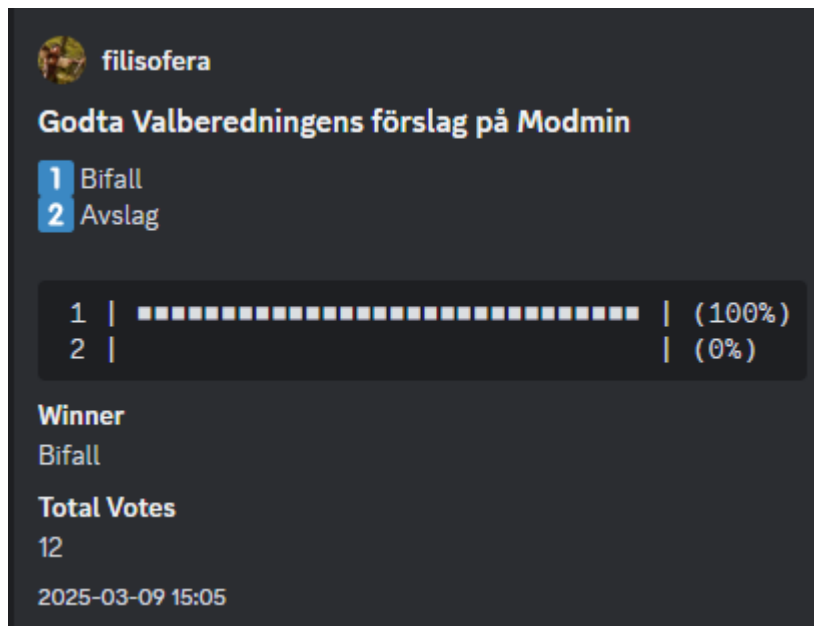 filisofera
Godta Valberedningens förslag på Modmin
1 Bifall
2 Avslag
1 | ■■■■■■■■■■■■■■■■■■■■■■■■■■■■■■ | (100%)
2 | | (0%)
Winner
Bifall
Total Votes
12
2025-03-09 15:05